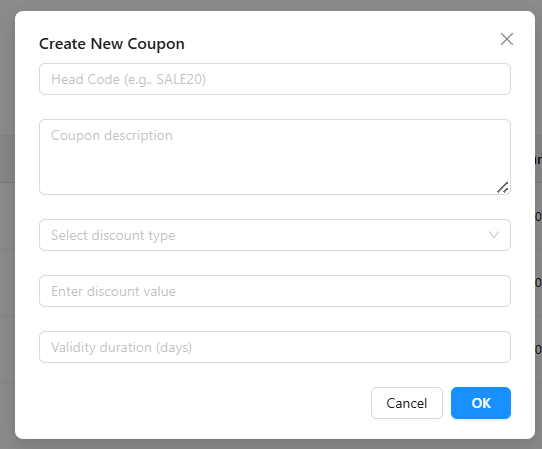 Create New Coupon
Head Code (e.g., SALE20)
Coupon description
Select discount type
Enter discount value
Validity duration (days)
Cancel
OK